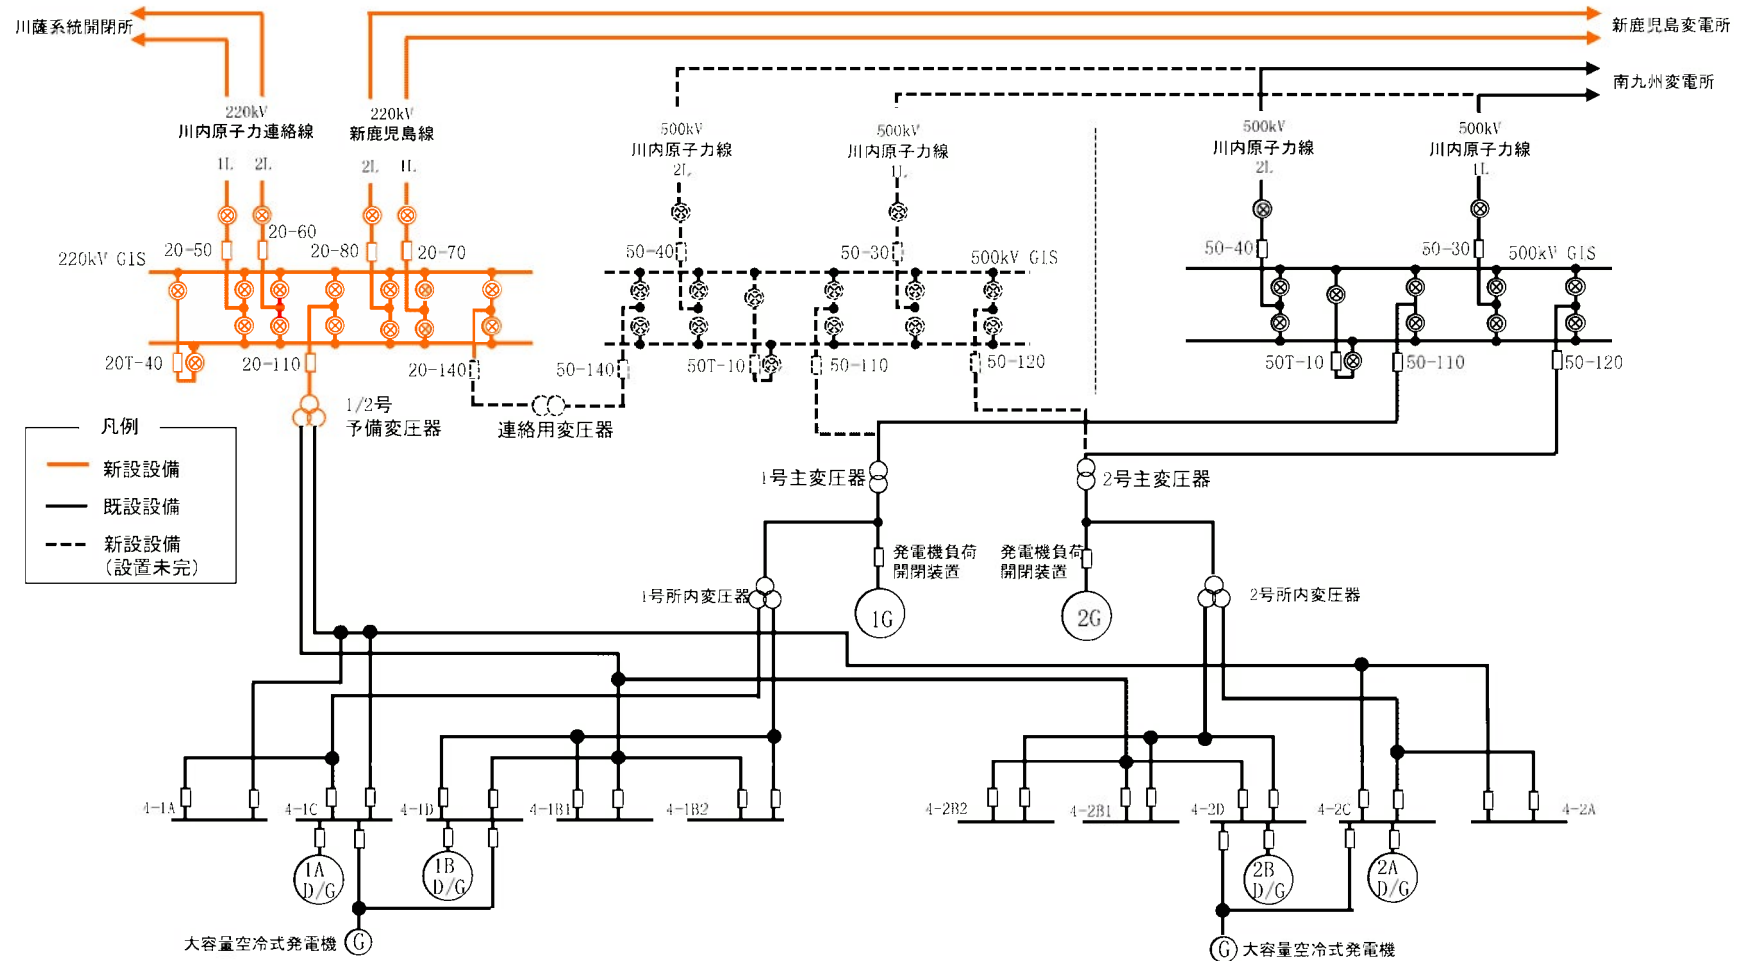 川薩系統開閉所
新鹿児島変電所
南九州変電所
220kV
川内原子力連絡線
1L 2L
220kV
新鹿児島線
2L 1L
500kV
川内原子力線
2L
500kV
川内原子力線
1L
500kV
川内原子力線
2L
500kV
川内原子力線
1L
220kV GIS
20-50
20-60
20-80
20-70
50-40
50-30
500kV GIS
50-40
50-30
500kV GIS
20T-40
20-110
20-140
50-140
50T-10
50-110
50-120
50T-10
50-110
50-120
1/2号
予備変圧器
連絡用変圧器
凡例
新設設備
既設設備
新設設備
(設置未完)
1号主変圧器
2号主変圧器
発電機負荷
開閉装置
発電機負荷
開閉装置
1号所内変圧器
1G
2G
2号所内変圧器
4-1A
4-1C
4-1D
4-1B1
4-1B2
4-2B2
4-2B1
4-2D
4-2C
4-2A
1A
D/G
1B
D/G
2B
D/G
2A
D/G
大容量空冷式発電機
G
G
大容量空冷式発電機